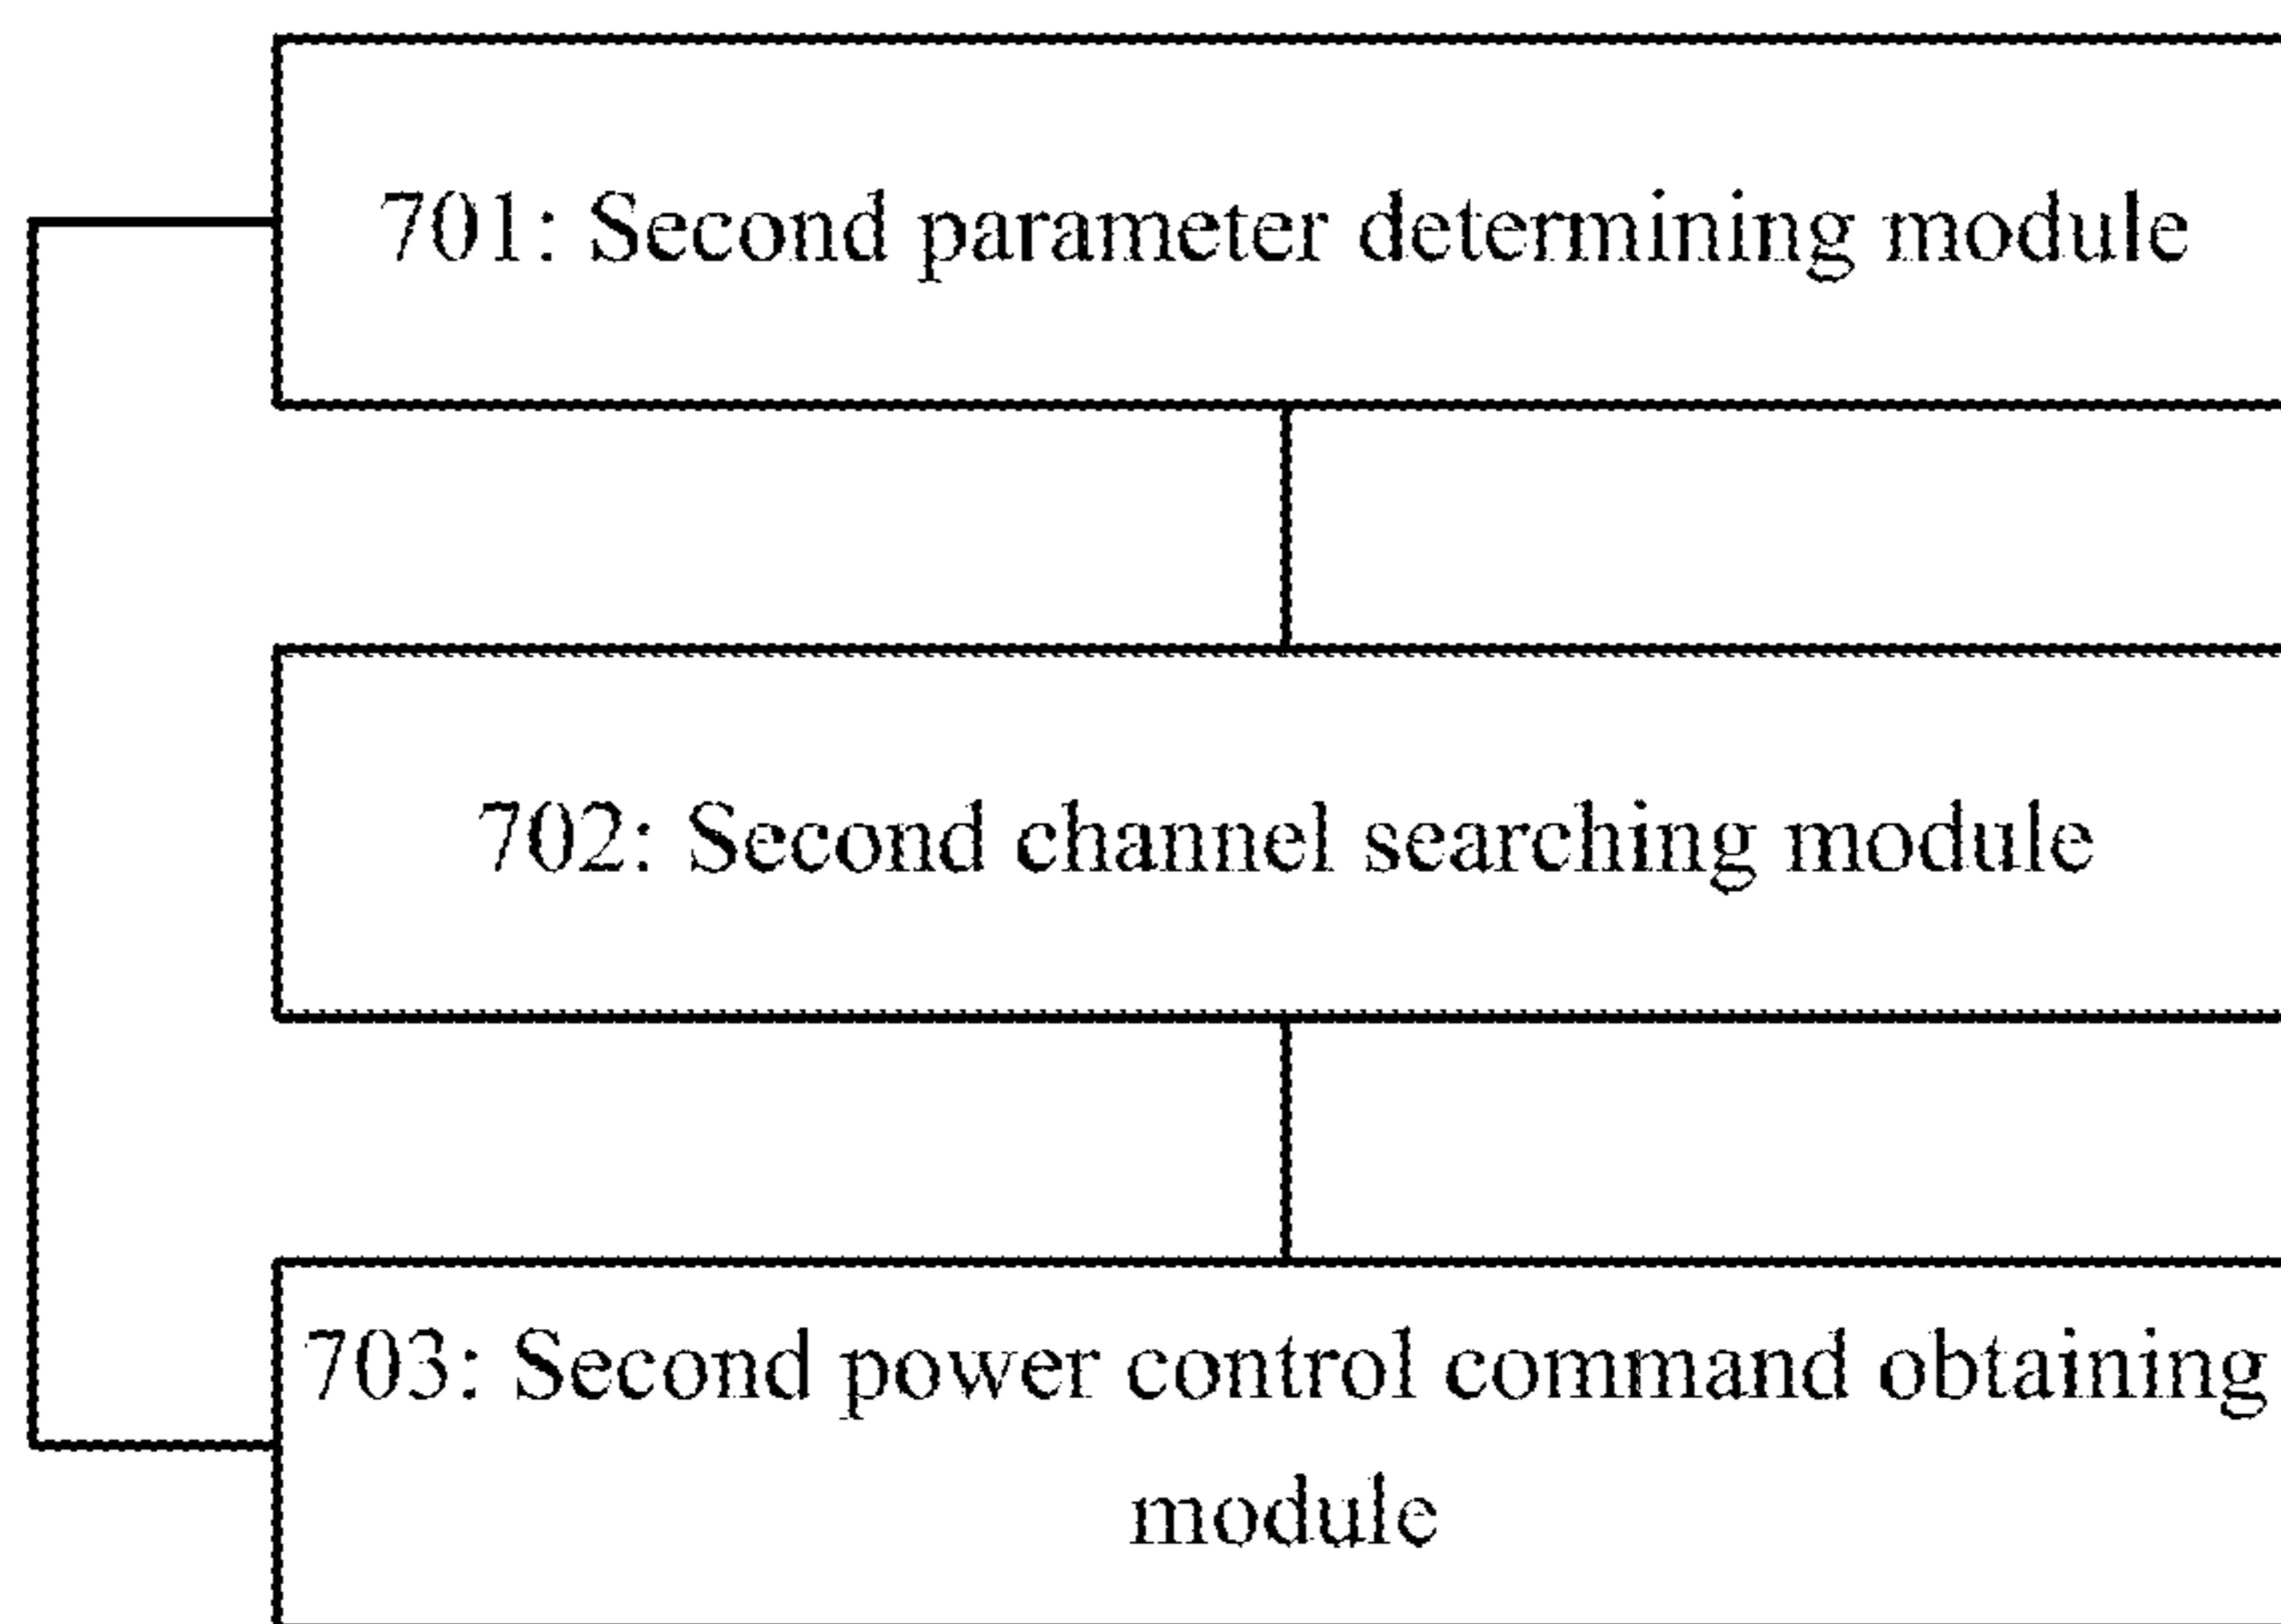 701: Second parameter determining module
702: Second channel searching module
703: Second power control command obtaining
module